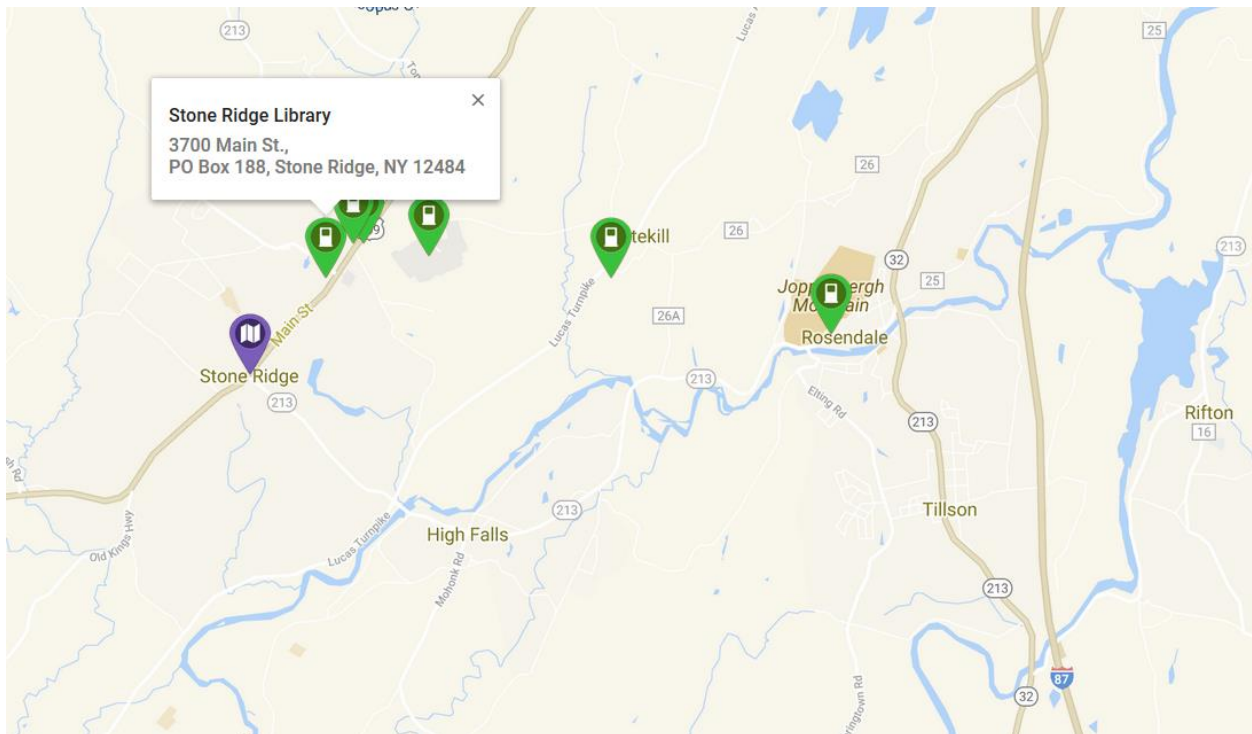 213
25
Stone Ridge Library
3700 Main St.,
PO Box 188, Stone Ridge, NY 12484
26
tekill
26
213
32
25
Main St
Lucas Turnpike
26A
Rosendale
Stone Ridge
213
213
Elting Rd
213
Rifton
16
213
Tillson
High Falls
Old Kings Hwy
Lucas Turnpike
Mohonk Rd
213
87
32